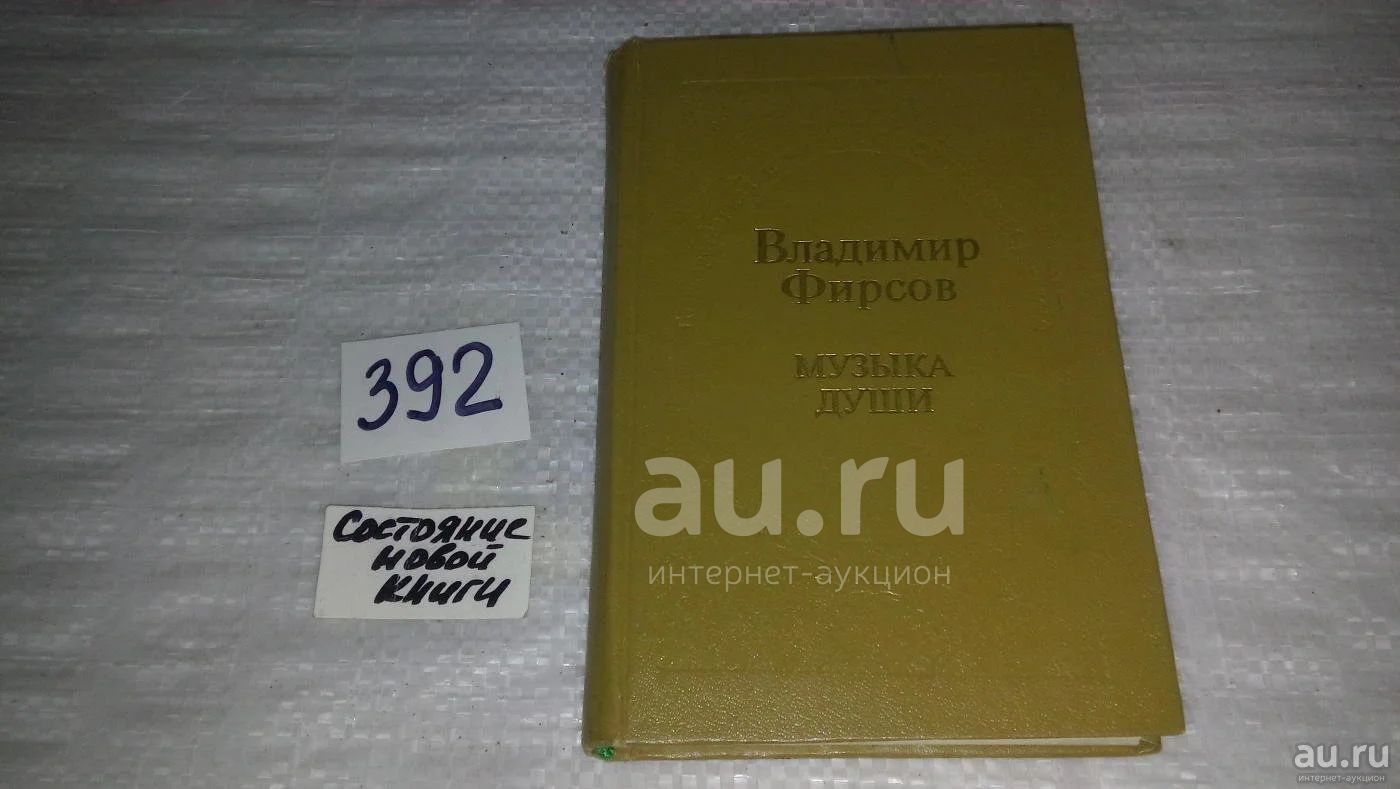 Владимир
Фирсов
МУЗЫКА
ДУШИ
392
Состояние
новой
книги
au.ru
интернет-аукцион
au.ru
интернет-аукцион